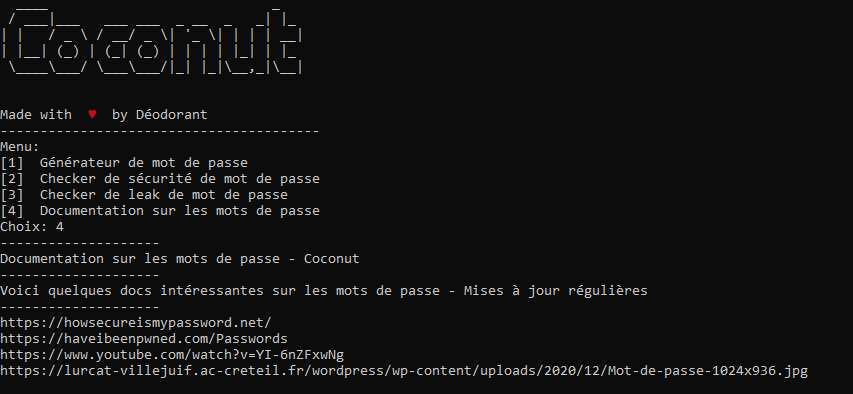 Coconut
Made with ♥ by Déodorant
----------------------------------------
Menu:
[1]  Générateur de mot de passe
[2]  Checker de sécurité de mot de passe
[3]  Checker de leak de mot de passe
[4]  Documentation sur les mots de passe
Choix: 4
--------------------
Documentation sur les mots de passe - Coconut
--------------------
Voici quelques docs intéressantes sur les mots de passe - Mises à jour régulières
--------------------
https://howsecureismypassword.net/
https://haveibeenpwned.com/Passwords
https://www.youtube.com/watch?v=YI-6nZFxwNg
https://lurcat-villejuif.ac-creteil.fr/wordpress/wp-content/uploads/2020/12/Mot-de-passe-1024x936.jpg